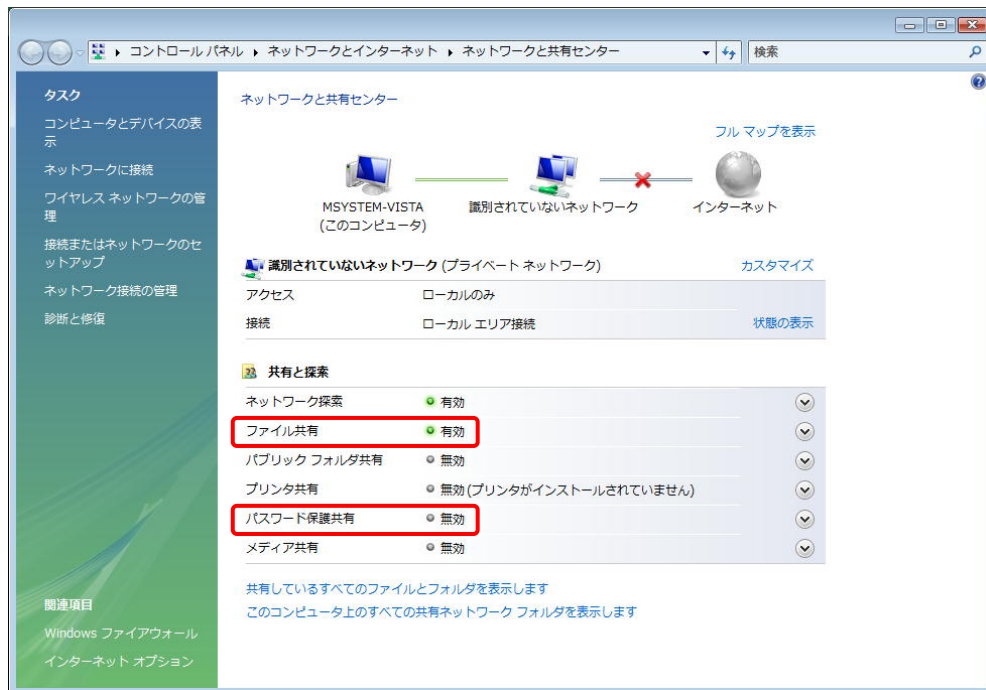 コントロール パネル ネットワークとインターネット ネットワークと共有センター
検索
タスク
コンピュータとデバイスの表
示
ネットワークに接続
ワイヤレス ネットワークの管
理
接続またはネットワークのセ
ットアップ
ネットワーク接続の管理
診断と修復
関連項目
Windows ファイアウォール
インターネット オプション
ネットワークと共有センター
フル マップを表示
MSYSTEM-VISTA
(このコンピュータ)
識別されていないネットワーク
インターネット
識別されていないネットワーク (プライベート ネットワーク)
カスタマイズ
アクセス ローカルのみ
接続 ローカル エリア接続 状態の表示
共有と探索
ネットワーク探索 有効
ファイル共有 有効
パブリック フォルダ共有 無効
プリンタ共有 無効 (プリンタがインストールされていません)
パスワード保護共有 無効
メディア共有 無効
共有しているすべてのファイルとフォルダを表示します
このコンピュータ上のすべての共有ネットワーク フォルダを表示します